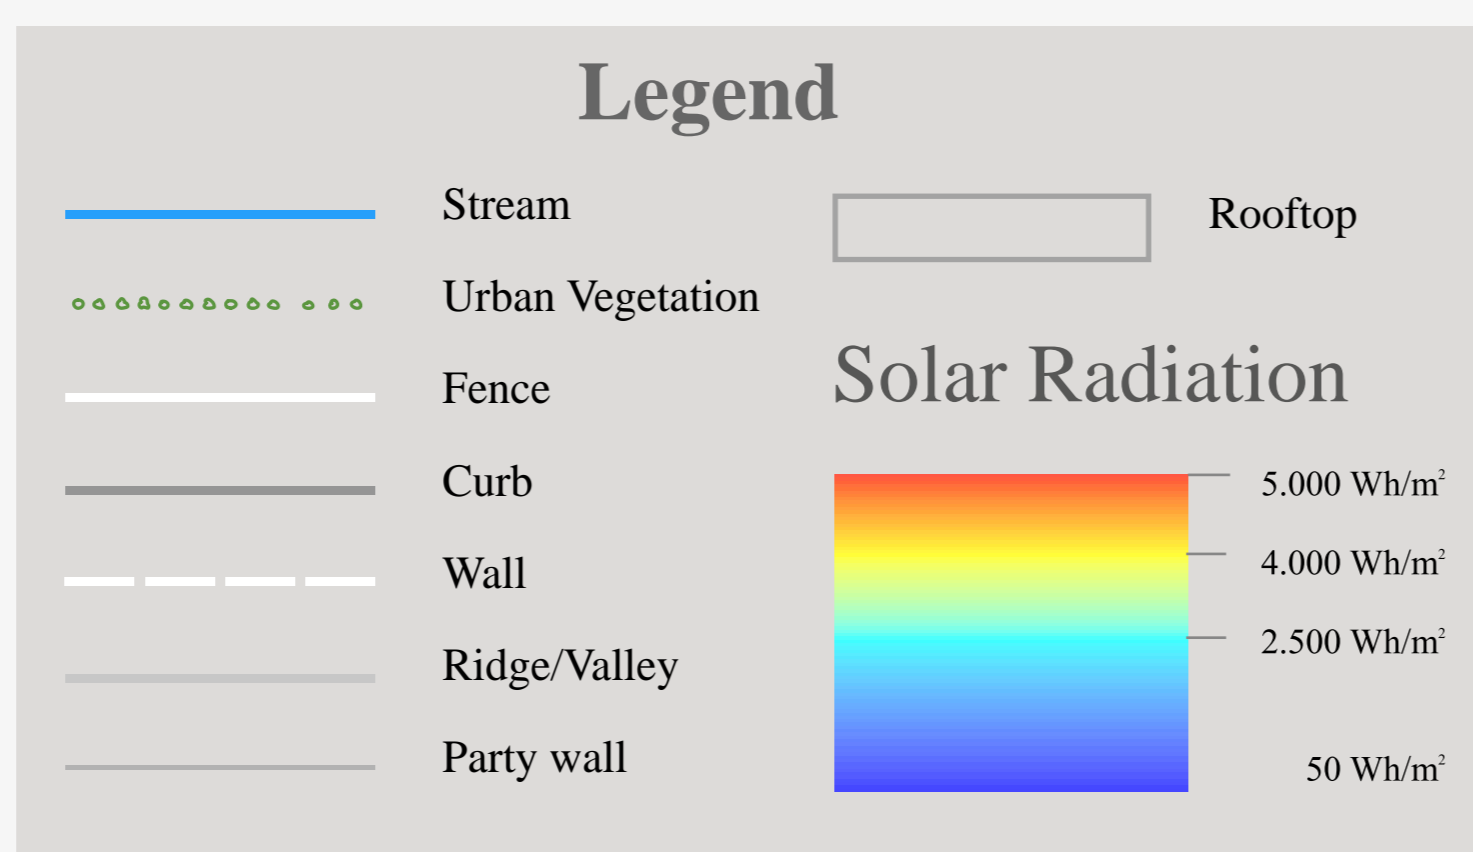 Legend
Stream
Urban Vegetation
Fence
Curb
Wall
Ridge/Valley
Party wall
Rooftop
Solar Radiation
5.000 Wh/m²
4.000 Wh/m²
2.500 Wh/m²
50 Wh/m²